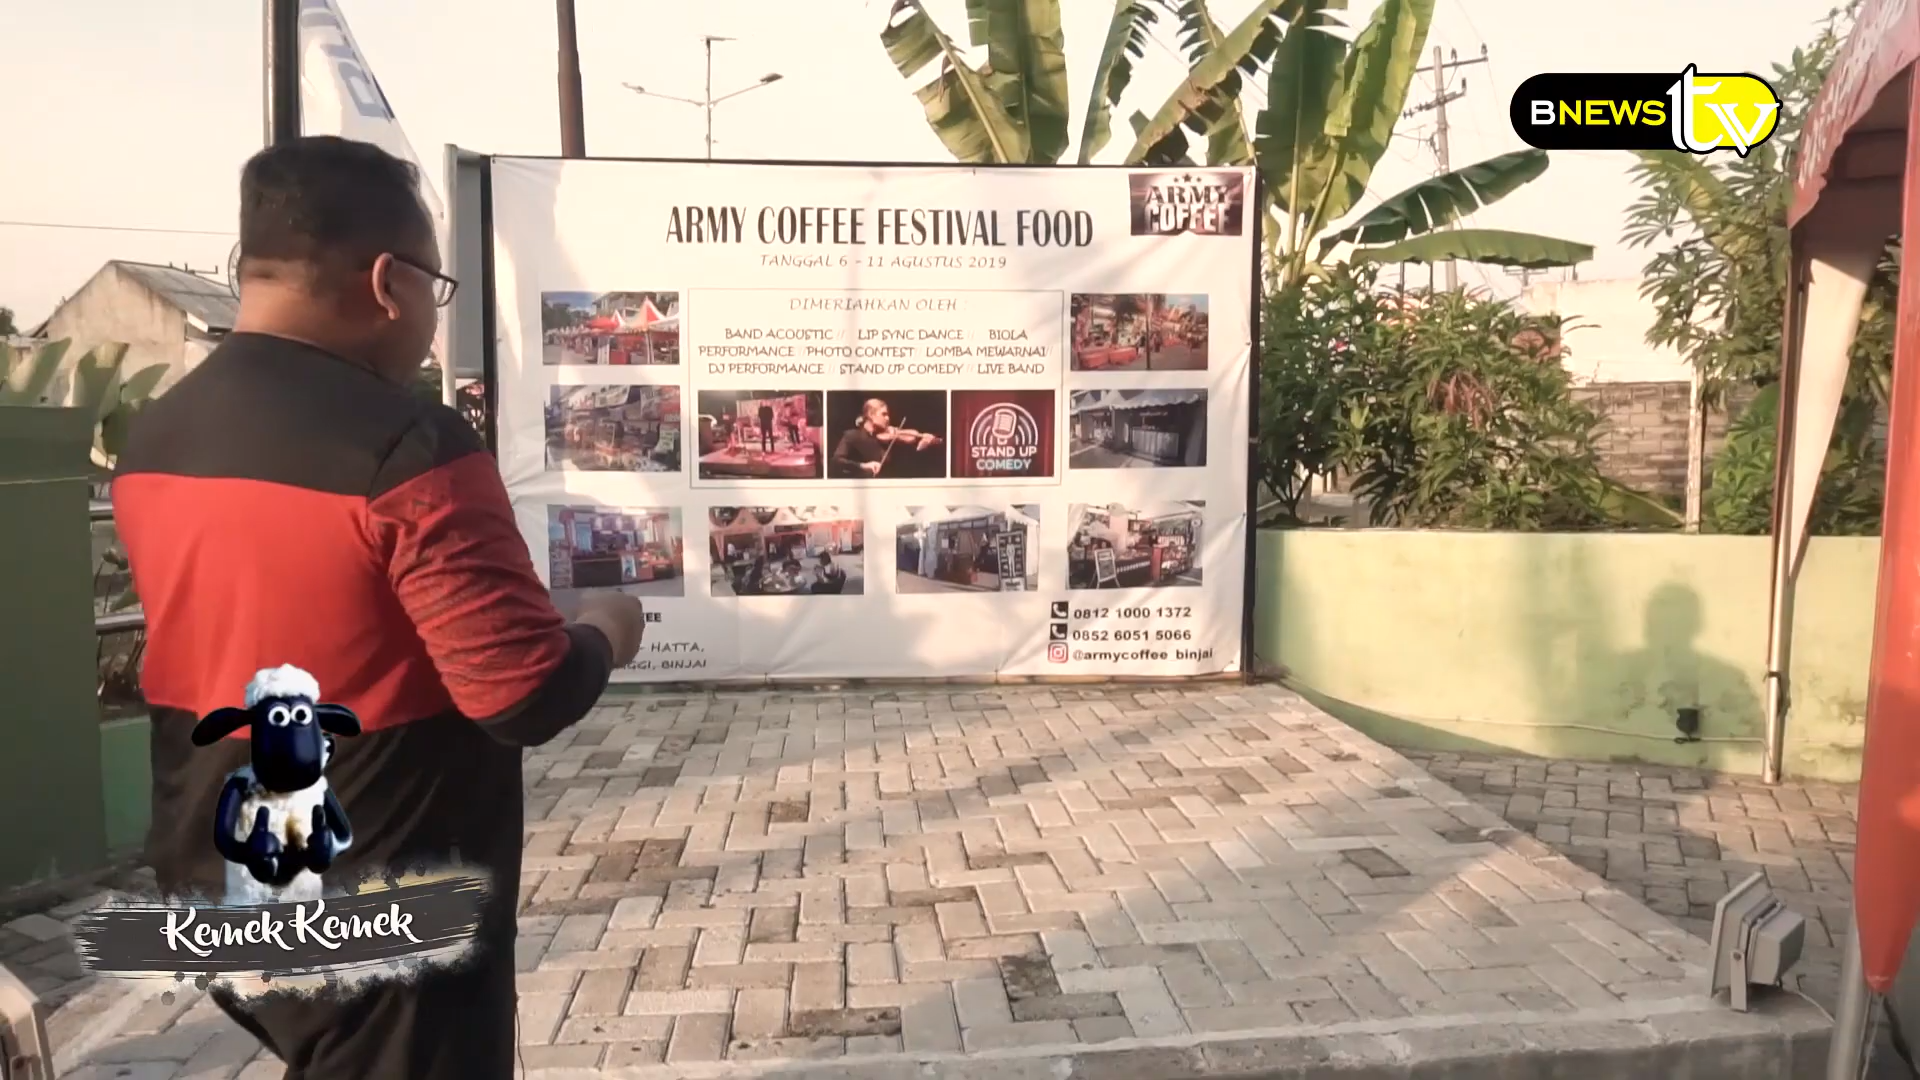 BNEWS tv
ARMY COFFEE
ARMY COFFEE FESTIVAL FOOD
TANGGAL 6 - 11 AGUSTUS 2019
DIMERIAHKAN OLEH :
BAND ACOUSTIC // LIP SYNC DANCE // BIOLA
PERFORMANCE // PHOTO CONTEST // LOMBA MEWARNAI //
DJ PERFORMANCE // STAND UP COMEDY // LIVE BAND
STAND UP
COMEDY
EE
0812 1000 1372
0852 6051 5066
- HATTA,
GGI, BINJAI
@armycoffee_binjai
Kemek Kemek